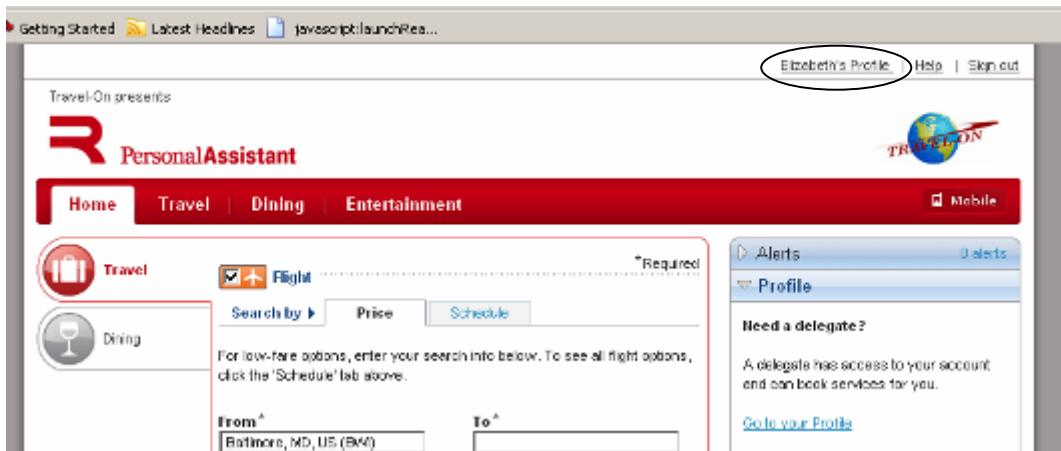 Getting Started Latest Headlines javascript:launchRea...
Elizabeth's Profile | Help | Sign out
Travel-On presents
R PersonalAssistant
TRAVEL-ON
Home Travel | Dining | Entertainment Mobile
Travel
Flight *Required
Search by Price Schedule
Dining
For low-fare options, enter your search info below. To see all flight options,
click the 'Schedule' tab above.
From* To*
Baltimore, MD, US (BWI)
Alerts 0 alerts
Profile
Need a delegate?
A delegate has access to your account
and can book services for you.
Go to your Profile